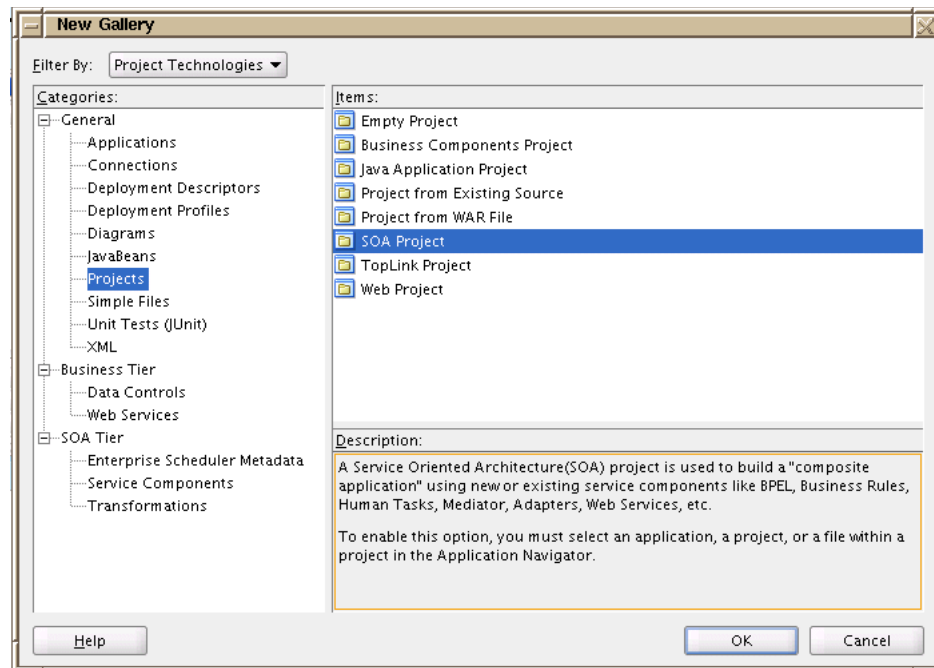 New Gallery
Filter By: Project Technologies
Categories:
General
Applications
Connections
Deployment Descriptors
Deployment Profiles
Diagrams
JavaBeans
Projects
Simple Files
Unit Tests (JUnit)
XML
Business Tier
Data Controls
Web Services
SOA Tier
Enterprise Scheduler Metadata
Service Components
Transformations
Items:
Empty Project
Business Components Project
Java Application Project
Project from Existing Source
Project from WAR File
SOA Project
TopLink Project
Web Project
Description:
A Service Oriented Architecture(SOA) project is used to build a "composite
application" using new or existing service components like BPEL, Business Rules,
Human Tasks, Mediator, Adapters, Web Services, etc.
To enable this option, you must select an application, a project, or a file within a
project in the Application Navigator.
Help
OK
Cancel